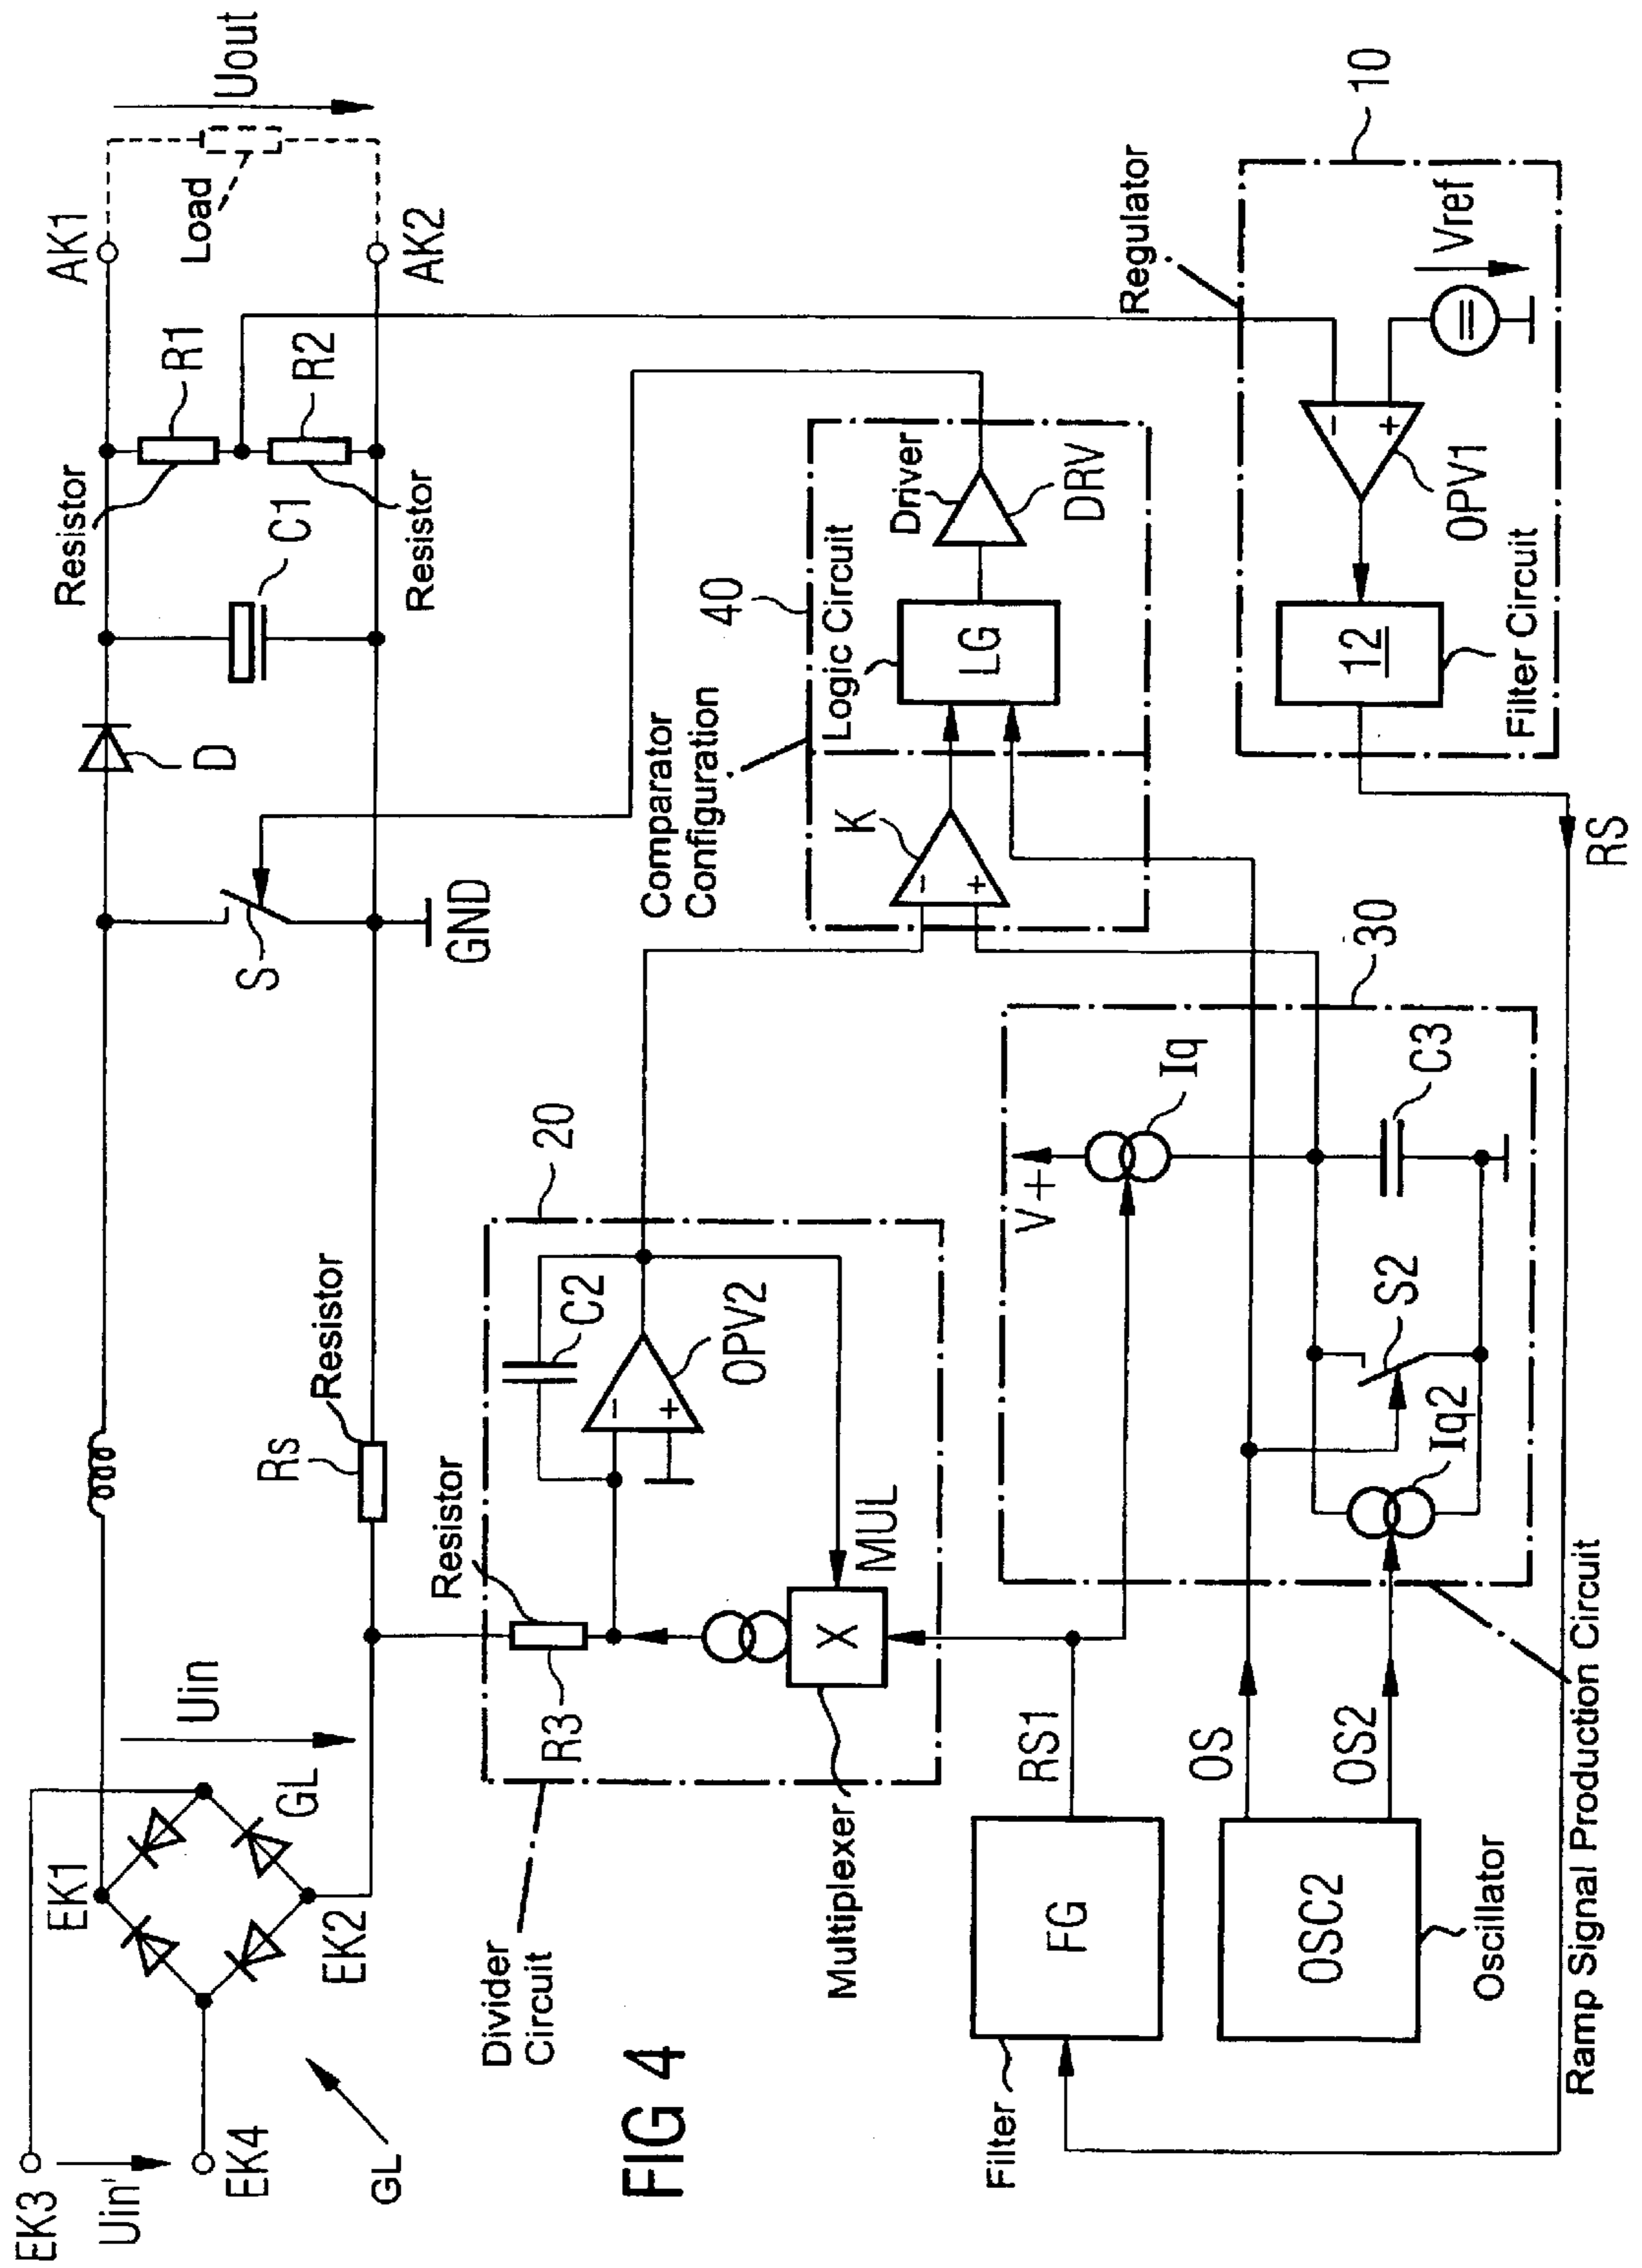 FIG 4
EK3
Uin'
EK4
GL
EK1
EK2
GL
Uin
Rs
Resistor
S
GND
D
C1
Resistor
R1
R2
Resistor
AK1
AK2
Load
Uout
Divider
Circuit
20
Resistor
R3
C2
OPV2
-
+
MUL
X
Multiplexer
Comparator
Configuration
40
K
-
+
Logic Circuit
LG
Driver
DRV
Regulator
10
Vref
=
OPV1
-
+
12
Filter Circuit
RS
Filter
FG
RS1
OSC2
Oscillator
OS
OS2
30
V+
Iq
C3
S2
Iq2
Ramp Signal Production Circuit